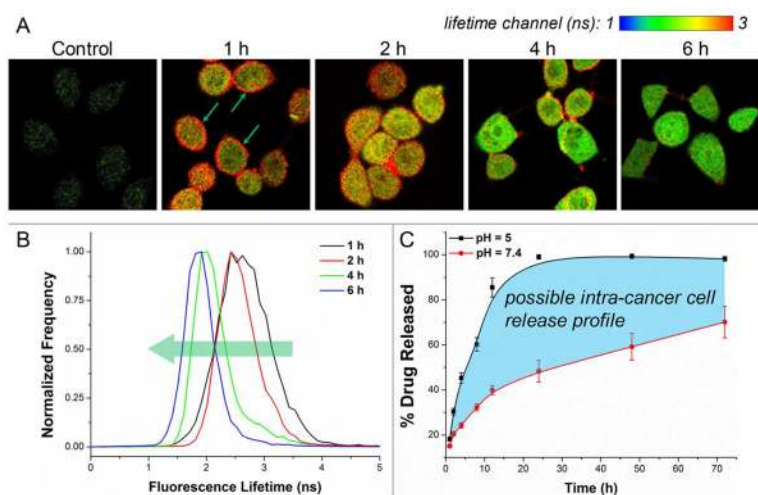 A
lifetime channel (ns): 1 3
Control 1 h 2 h 4 h 6 h
B
1 h
2 h
4 h
6 h
Normalized Frequency
1.00
0.75
0.50
0.25
0.00
0 1 2 3 4 5
Fluorescence Lifetime (ns)
C
pH = 5
pH = 7.4
possible intra-cancer cell
release profile
% Drug Released
100
80
60
40
20
0 10 20 30 40 50 60 70
Time (h)